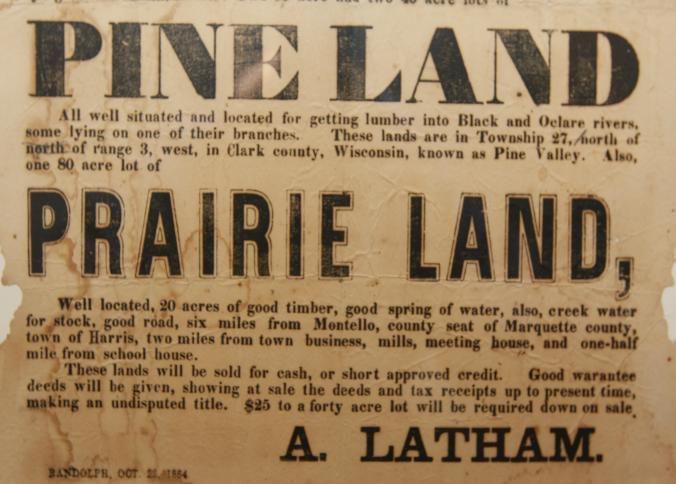 and two 40 acre lots of
PINE LAND
All well situated and located for getting lumber into Black and Oclare rivers,
some lying on one of their branches. These lands are in Township 27, north of
north of range 3, west, in Clark county, Wisconsin, known as Pine Valley. Also,
one 80 acre lot of
PRAIRIE LAND,
Well located, 20 acres of good timber, good spring of water, also, creek water
for stock, good road, six miles from Montello, county seat of Marquette county,
town of Harris, two miles from town business, mills, meeting house, and one-half
mile from school house.
These lands will be sold for cash, or short approved credit. Good warantee
deeds will be given, showing at sale the deeds and tax receipts up to present time,
making an undisputed title. $25 to a forty acre lot will be required down on sale.
A. LATHAM.
RANDOLPH, OCT. 1864